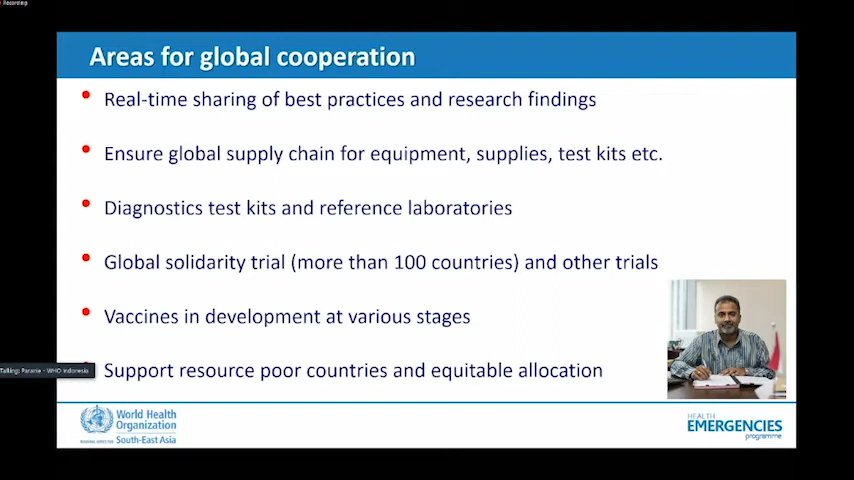 Recording
Areas for global cooperation
• Real-time sharing of best practices and research findings
• Ensure global supply chain for equipment, supplies, test kits etc.
• Diagnostics test kits and reference laboratories
• Global solidarity trial (more than 100 countries) and other trials
• Vaccines in development at various stages
Talking: Paranie - WHO Indonesia
• Support resource poor countries and equitable allocation
World Health
Organization
South-East Asia
HEALTH
EMERGENCIES
programme